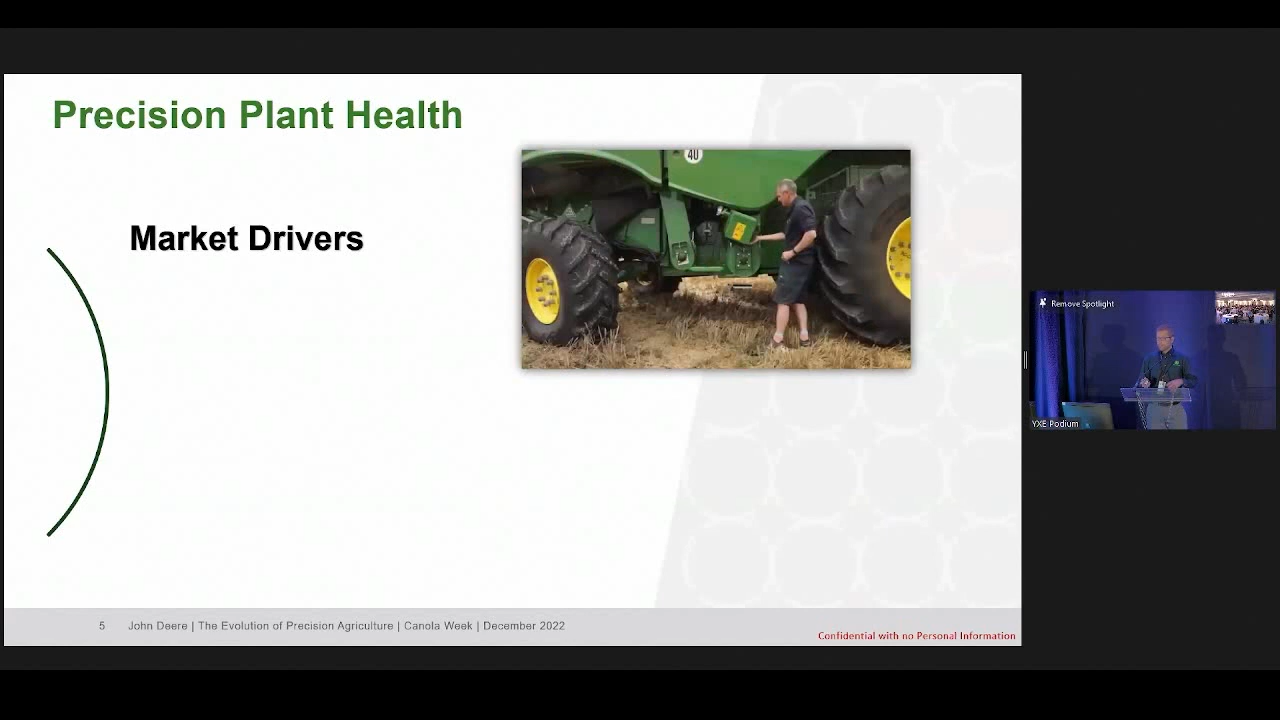 Precision Plant Health
40
Market Drivers
Remove Spotlight
YXE Podium
5 John Deere | The Evolution of Precision Agriculture | Canola Week | December 2022
Confidential with no Personal Information